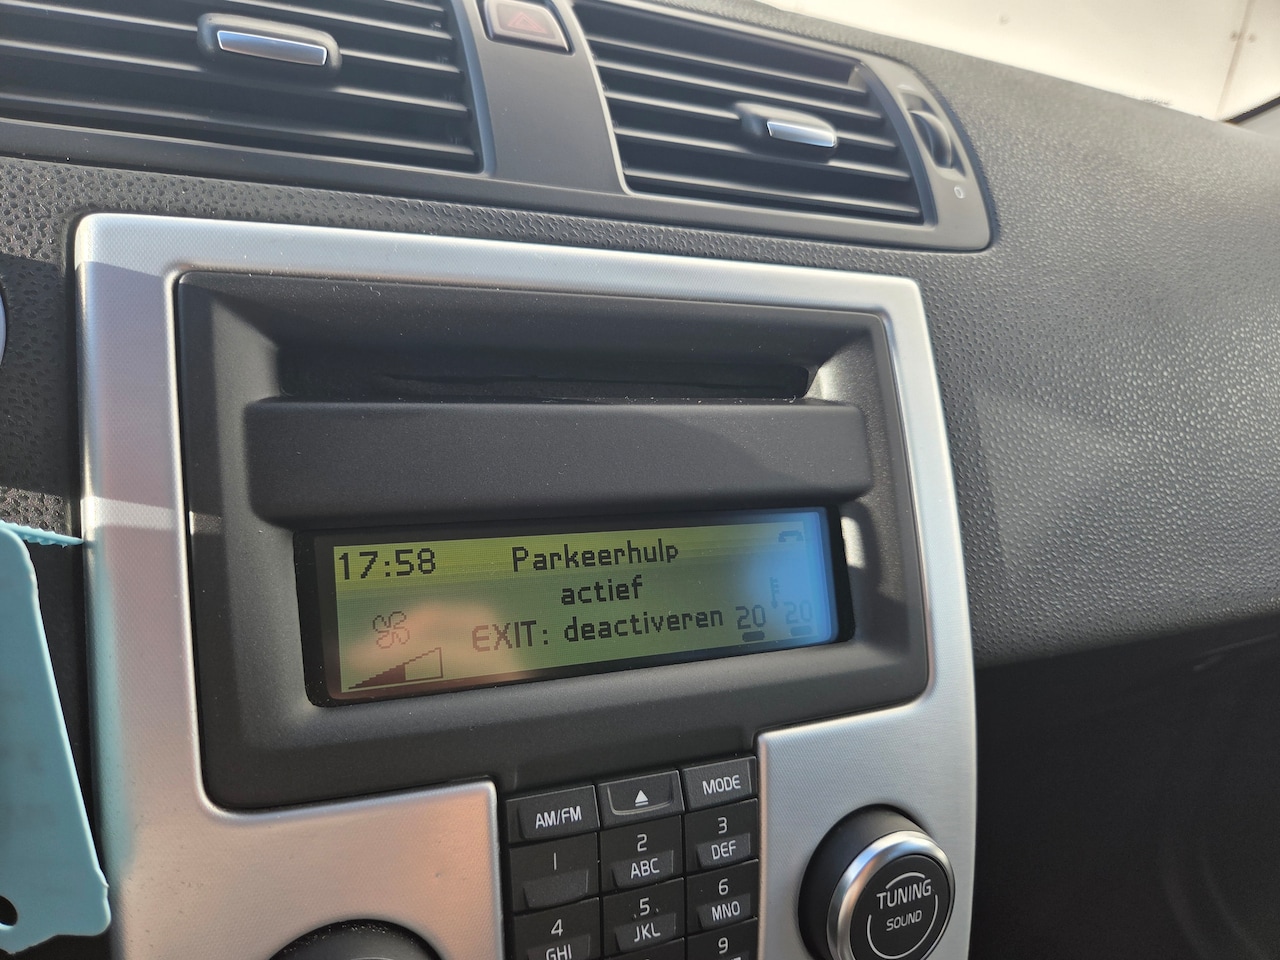 17:58 Parkeerhulp
actief
EXIT: deactiveren 20 20
AM/FM MODE
1 2 ABC 3 DEF
4 GHI 5 JKL 6 MNO
9
TUNING
SOUND
0